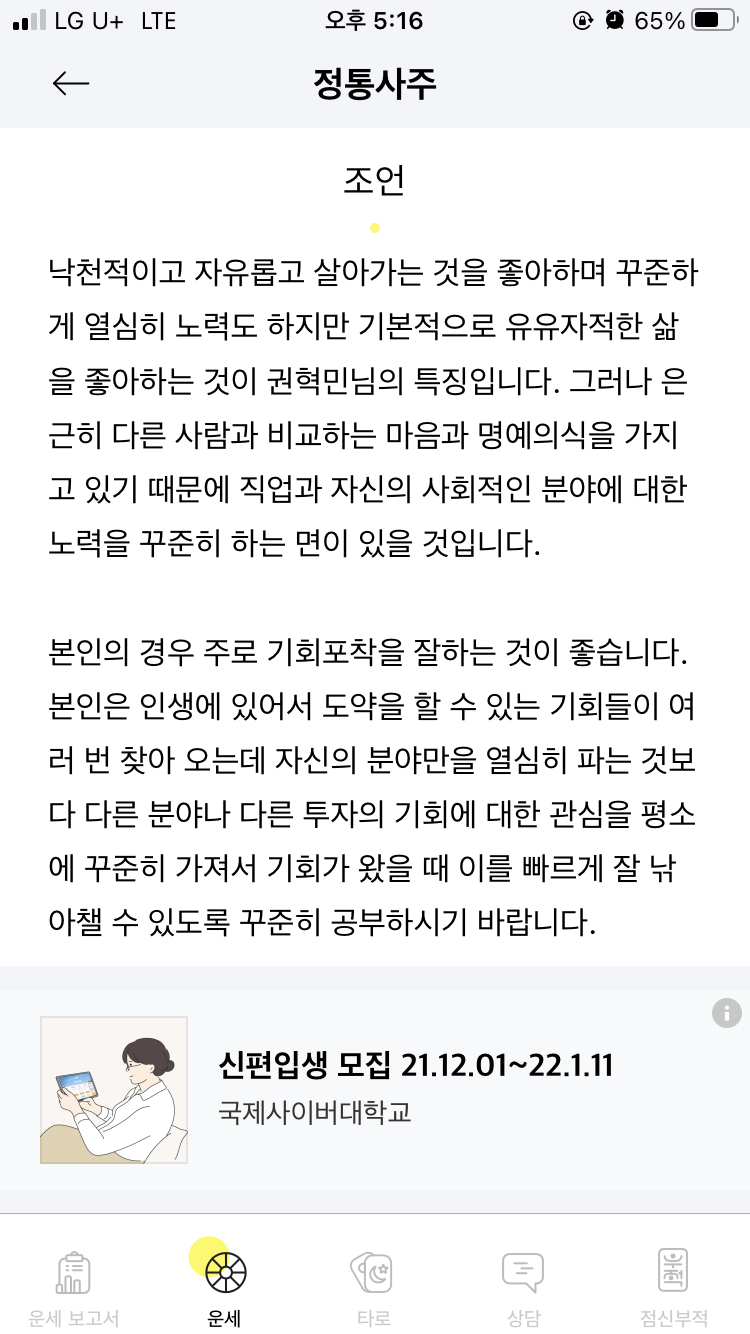 LG U+ LTE 오후 5:16 65%
정통사주
조언
낙천적이고 자유롭고 살아가는 것을 좋아하며 꾸준하
게 열심히 노력도 하지만 기본적으로 유유자적한 삶
을 좋아하는 것이 권혁민님의 특징입니다. 그러나 은
근히 다른 사람과 비교하는 마음과 명예의식을 가지
고 있기 때문에 직업과 자신의 사회적인 분야에 대한
노력을 꾸준히 하는 면이 있을 것입니다.
본인의 경우 주로 기회포착을 잘하는 것이 좋습니다.
본인은 인생에 있어서 도약을 할 수 있는 기회들이 여
러 번 찾아 오는데 자신의 분야만을 열심히 파는 것보
다 다른 분야나 다른 투자의 기회에 대한 관심을 평소
에 꾸준히 가져서 기회가 왔을 때 이를 빠르게 잘 낚
아챌 수 있도록 꾸준히 공부하시기 바랍니다.
신편입생 모집 21.12.01~22.1.11
국제사이버대학교
운세 보고서 운세 타로 상담 점신부적